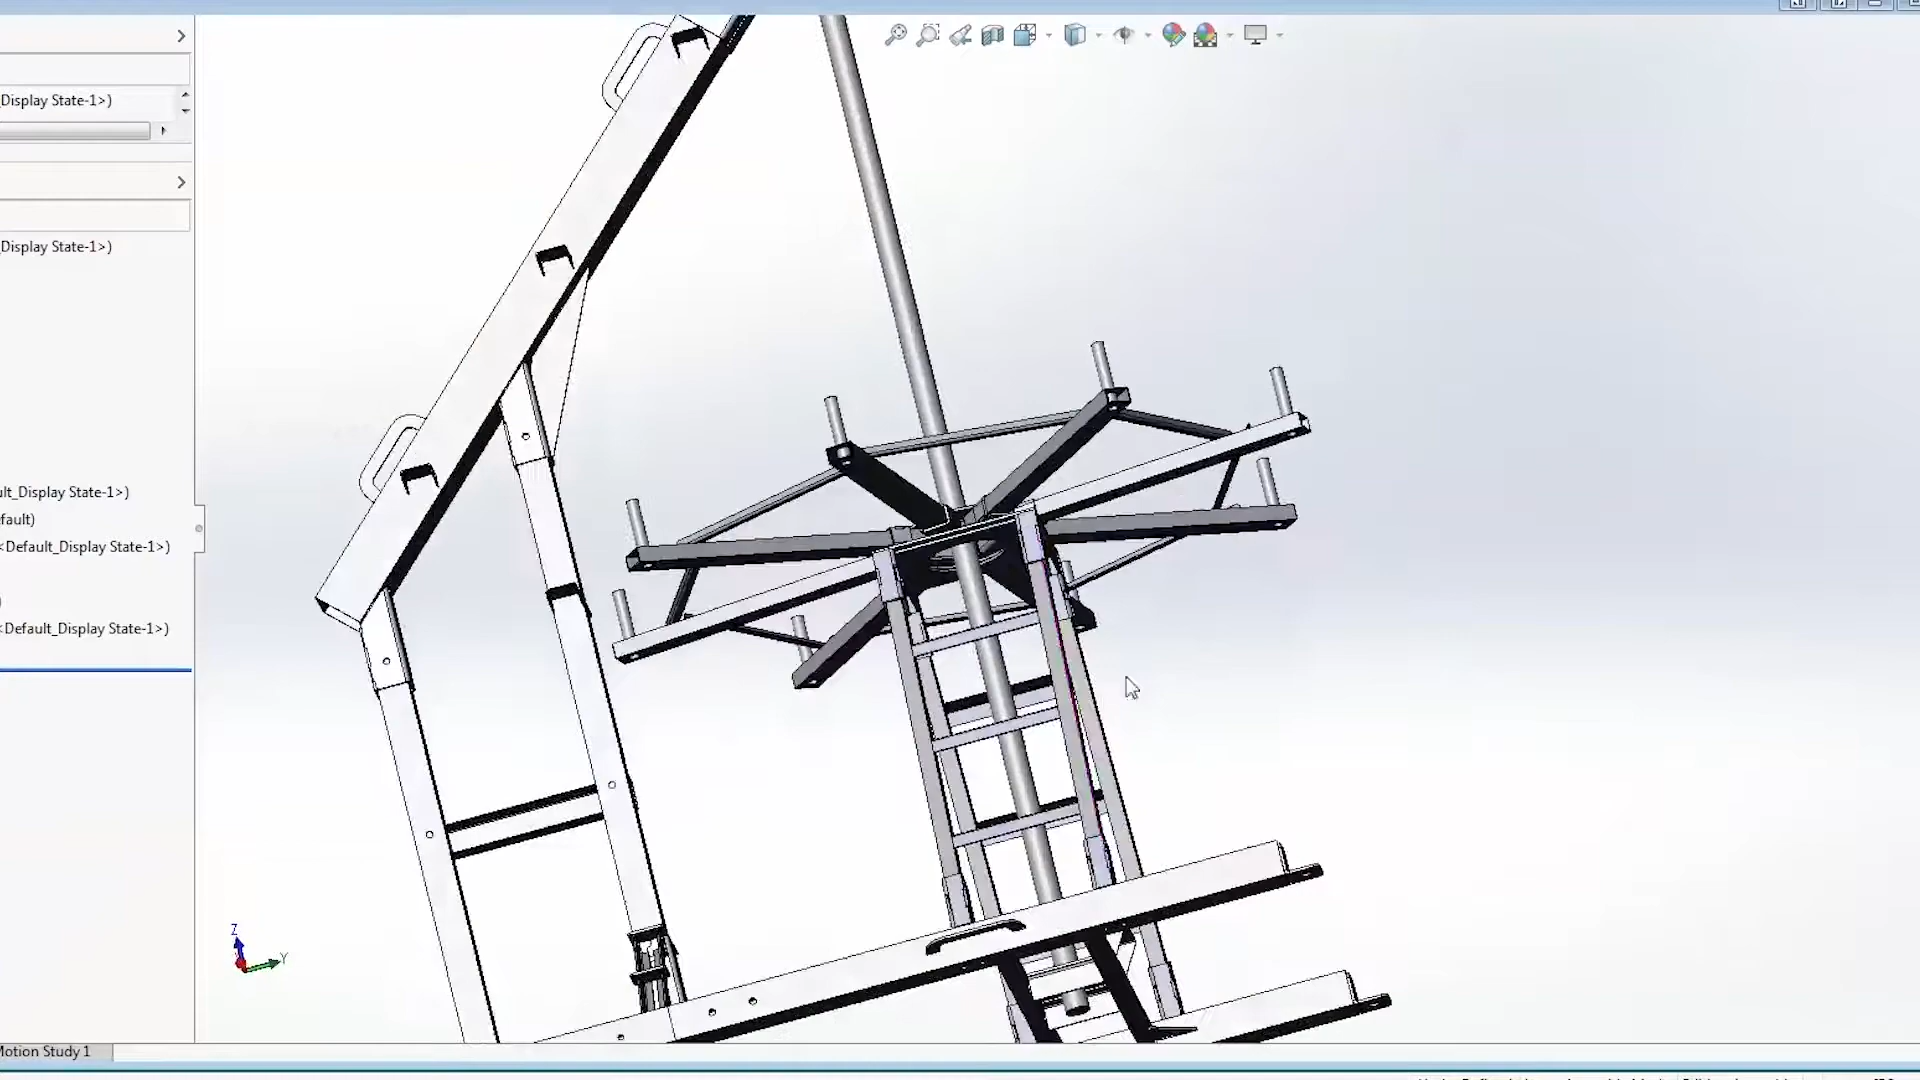 Display State-1>)
Display State-1>)
ult_Display State-1>)
fault)
<Default_Display State-1>)
)
<Default_Display State-1>)
Z
Y
Motion Study 1